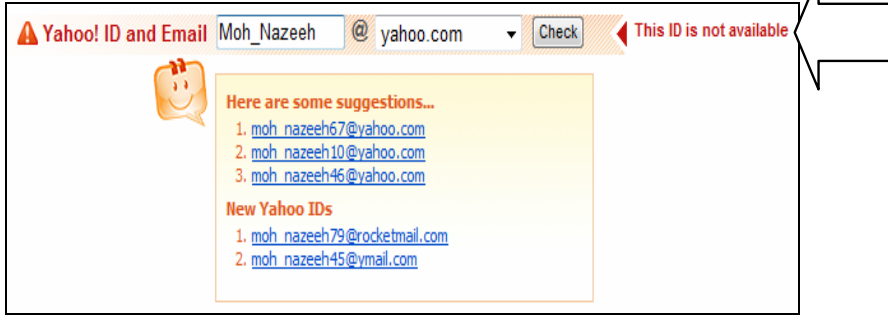 Yahoo! ID and Email Moh_Nazeeh @ yahoo.com Check This ID is not available
Here are some suggestions...
1. moh_nazeeh67@yahoo.com
2. moh_nazeeh10@yahoo.com
3. moh_nazeeh46@yahoo.com
New Yahoo IDs
1. moh_nazeeh79@rocketmail.com
2. moh_nazeeh45@ymail.com